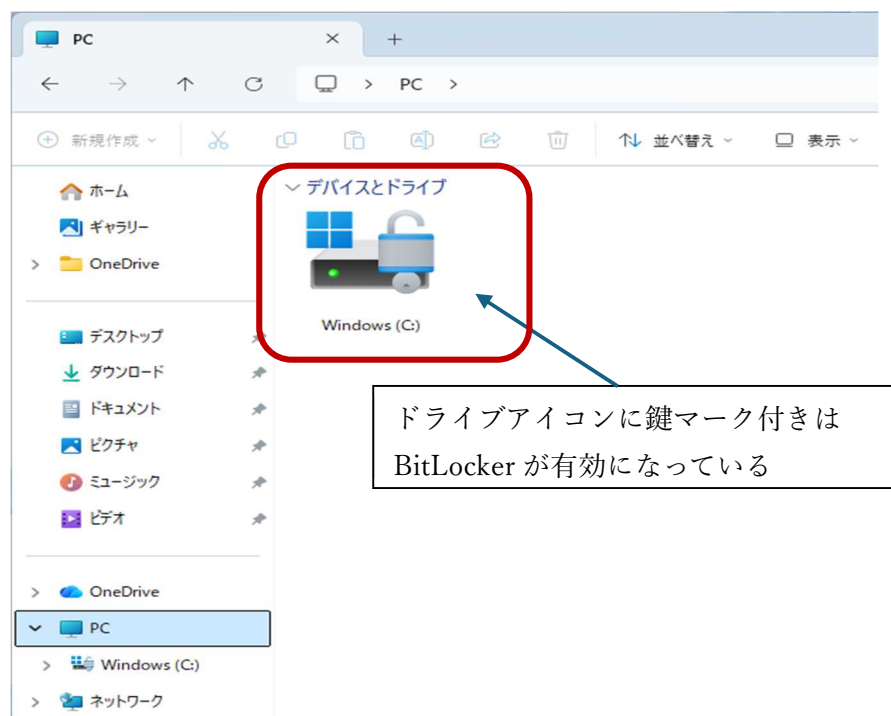 PC
PC
新規作成
並べ替え
表示
ホーム
ギャラリー
OneDrive
デスクトップ
ダウンロード
ドキュメント
ピクチャ
ミュージック
ビデオ
OneDrive
PC
Windows (C:)
ネットワーク
デバイスとドライブ
Windows (C:)
ドライブアイコンに鍵マーク付きは
BitLocker が有効になっている